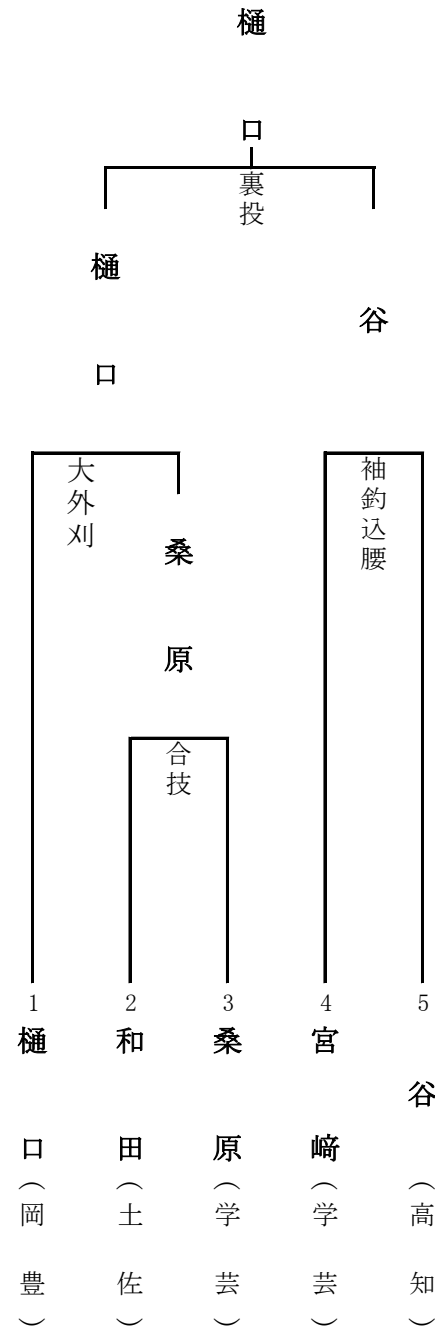 樋口
裏投
樋口
谷
大外刈
袖釣込腰
桑原
合技
1
2
3
4
5
樋口（岡豊）
和田（土佐）
桑原（学芸）
宮﨑（学芸）
谷（高知）